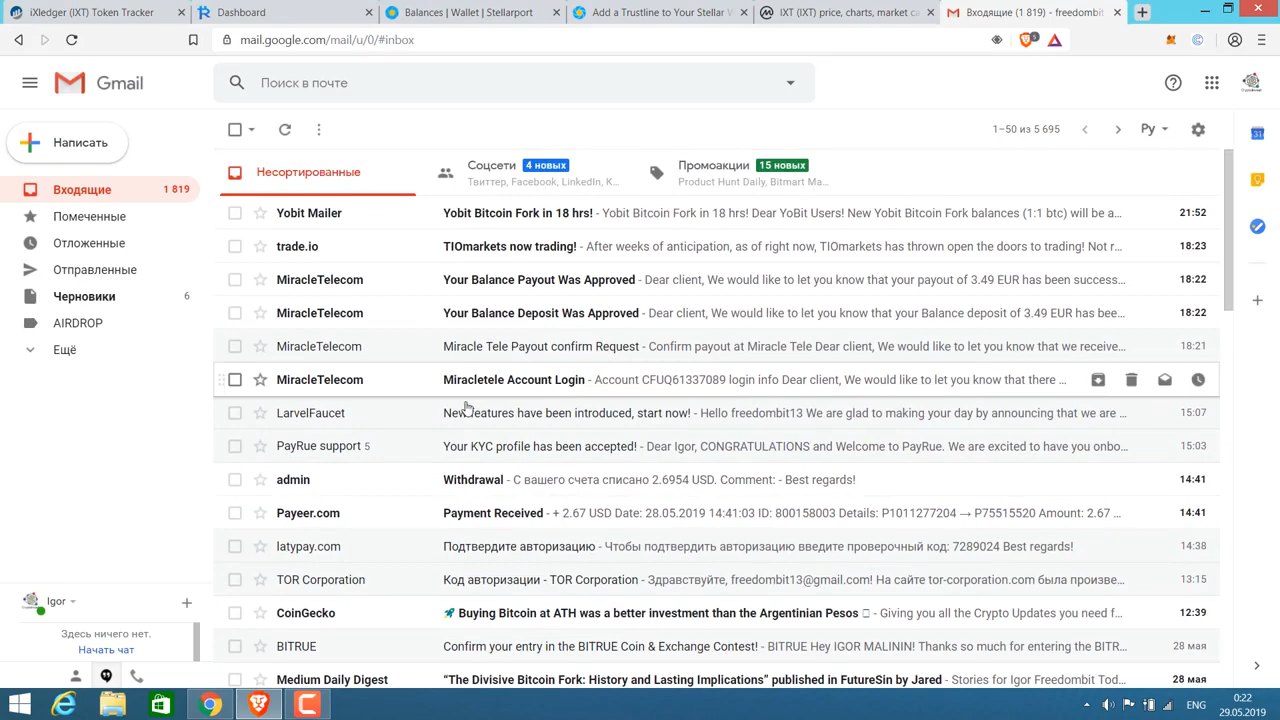 iXledger (IXT) Token Tracker
Dashboard
Balances | Wallet | Stellarport
Add a Trustline to Your Stellar W
IXT (IXT) price, charts, market ca
Входящие (1 819) - freedombit
mail.google.com/mail/u/0/#inbox
Gmail
Поиск в почте
Написать
1–50 из 5 695
Ру
Входящие 1 819
Помеченные
Отложенные
Отправленные
Черновики 6
AIRDROP
Ещё
Несортированные
Соцсети 4 новых
Твиттер, Facebook, LinkedIn, К...
Промоакции 15 новых
Product Hunt Daily, Bitmart Ma...
Yobit Mailer Yobit Bitcoin Fork in 18 hrs! - Yobit Bitcoin Fork in 18 hrs! Dear YoBit Users! New Yobit Bitcoin Fork balances (1:1 btc) will be a... 21:52
trade.io TIOmarkets now trading! - After weeks of anticipation, as of right now, TIOmarkets has thrown open the doors to trading! Not r... 18:23
MiracleTelecom Your Balance Payout Was Approved - Dear client, We would like to let you know that your payout of 3.49 EUR has been success... 18:22
MiracleTelecom Your Balance Deposit Was Approved - Dear client, We would like to let you know that your Balance deposit of 3.49 EUR has bee... 18:22
MiracleTelecom Miracle Tele Payout confirm Request - Confirm payout at Miracle Tele Dear client, We would like to let you know that we receive... 18:21
MiracleTelecom Miracletele Account Login - Account CFUQ61337089 login info Dear client, We would like to let you know that there ...
LarvelFaucet New features have been introduced, start now! - Hello freedombit13 We are glad to making your day by announcing that we are ... 15:07
PayRue support 5 Your KYC profile has been accepted! - Dear Igor, CONGRATULATIONS and Welcome to PayRue. We are excited to have you onbo... 15:03
admin Withdrawal - С вашего счета списано 2.6954 USD. Comment: - Best regards! 14:41
Payeer.com Payment Received - + 2.67 USD Date: 28.05.2019 14:41:03 ID: 800158003 Details: P1011277204 → P75515520 Amount: 2.67 ... 14:41
latypay.com Подтвердите авторизацию - Чтобы подтвердить авторизацию введите проверочный код: 7289024 Best regards! 14:38
TOR Corporation Код авторизации - TOR Corporation - Здравствуйте, freedombit13@gmail.com! На сайте tor-corporation.com была произве... 13:15
CoinGecko 🚀 Buying Bitcoin at ATH was a better investment than the Argentinian Pesos - Giving you all the Crypto Updates you need f... 12:39
BITRUE Confirm your entry in the BITRUE Coin & Exchange Contest! - BITRUE Hey IGOR MALININ! Thanks so much for entering the BITR... 28 мая
Medium Daily Digest “The Divisive Bitcoin Fork: History and Lasting Implications” published in FutureSin by Jared - Stories for Igor Freedombit Tod... 28 мая
Igor
Здесь ничего нет.
Начать чат
ENG
0:22
29.05.2019